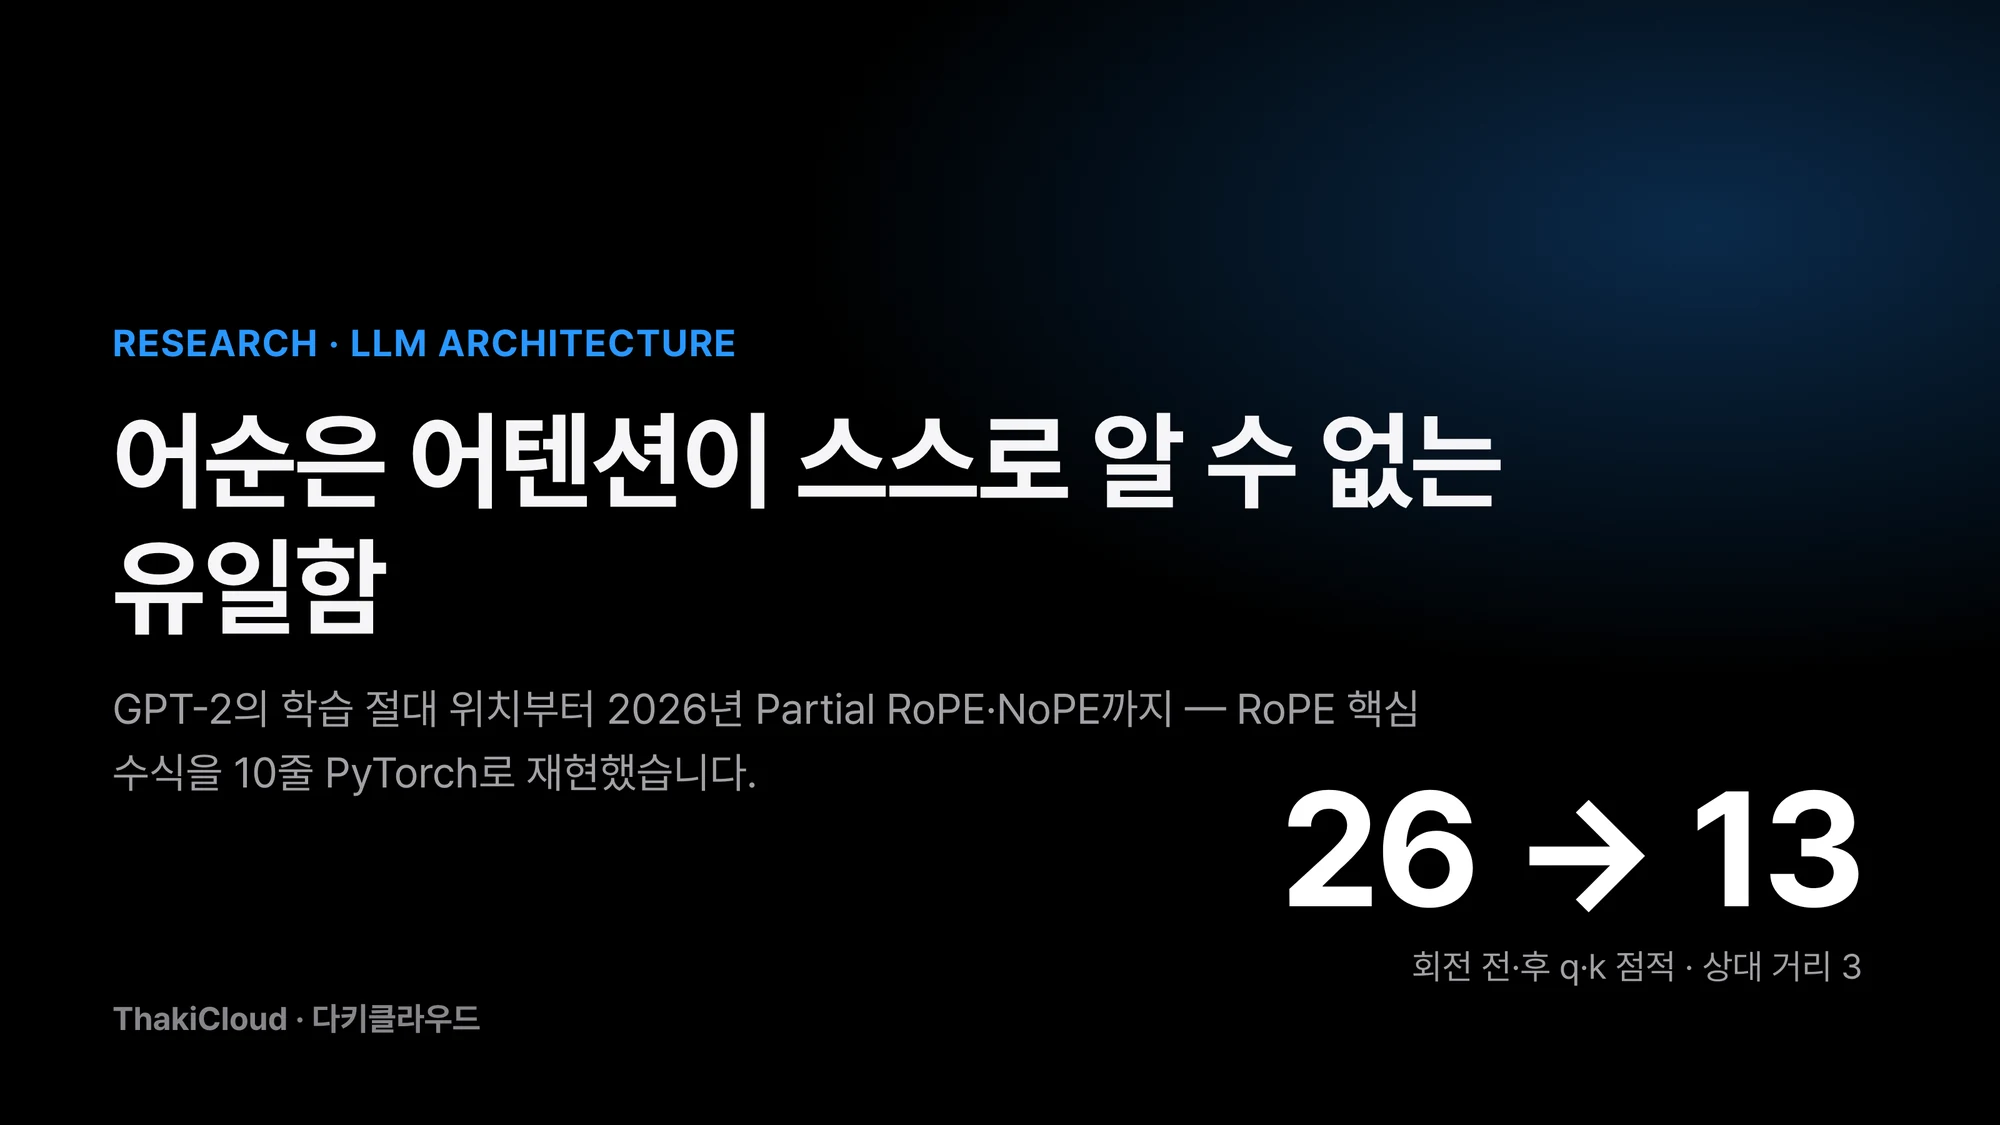 RESEARCH · LLM ARCHITECTURE
어순은 어텐션이 스스로 알 수 없는
유일함
GPT-2의 학습 절대 위치부터 2026년 Partial RoPE·NoPE까지 — RoPE 핵심
수식을 10줄 PyTorch로 재현했습니다.
26 → 13
회전 전·후 q·k 점적 · 상대 거리 3
ThakiCloud · 다키클라우드